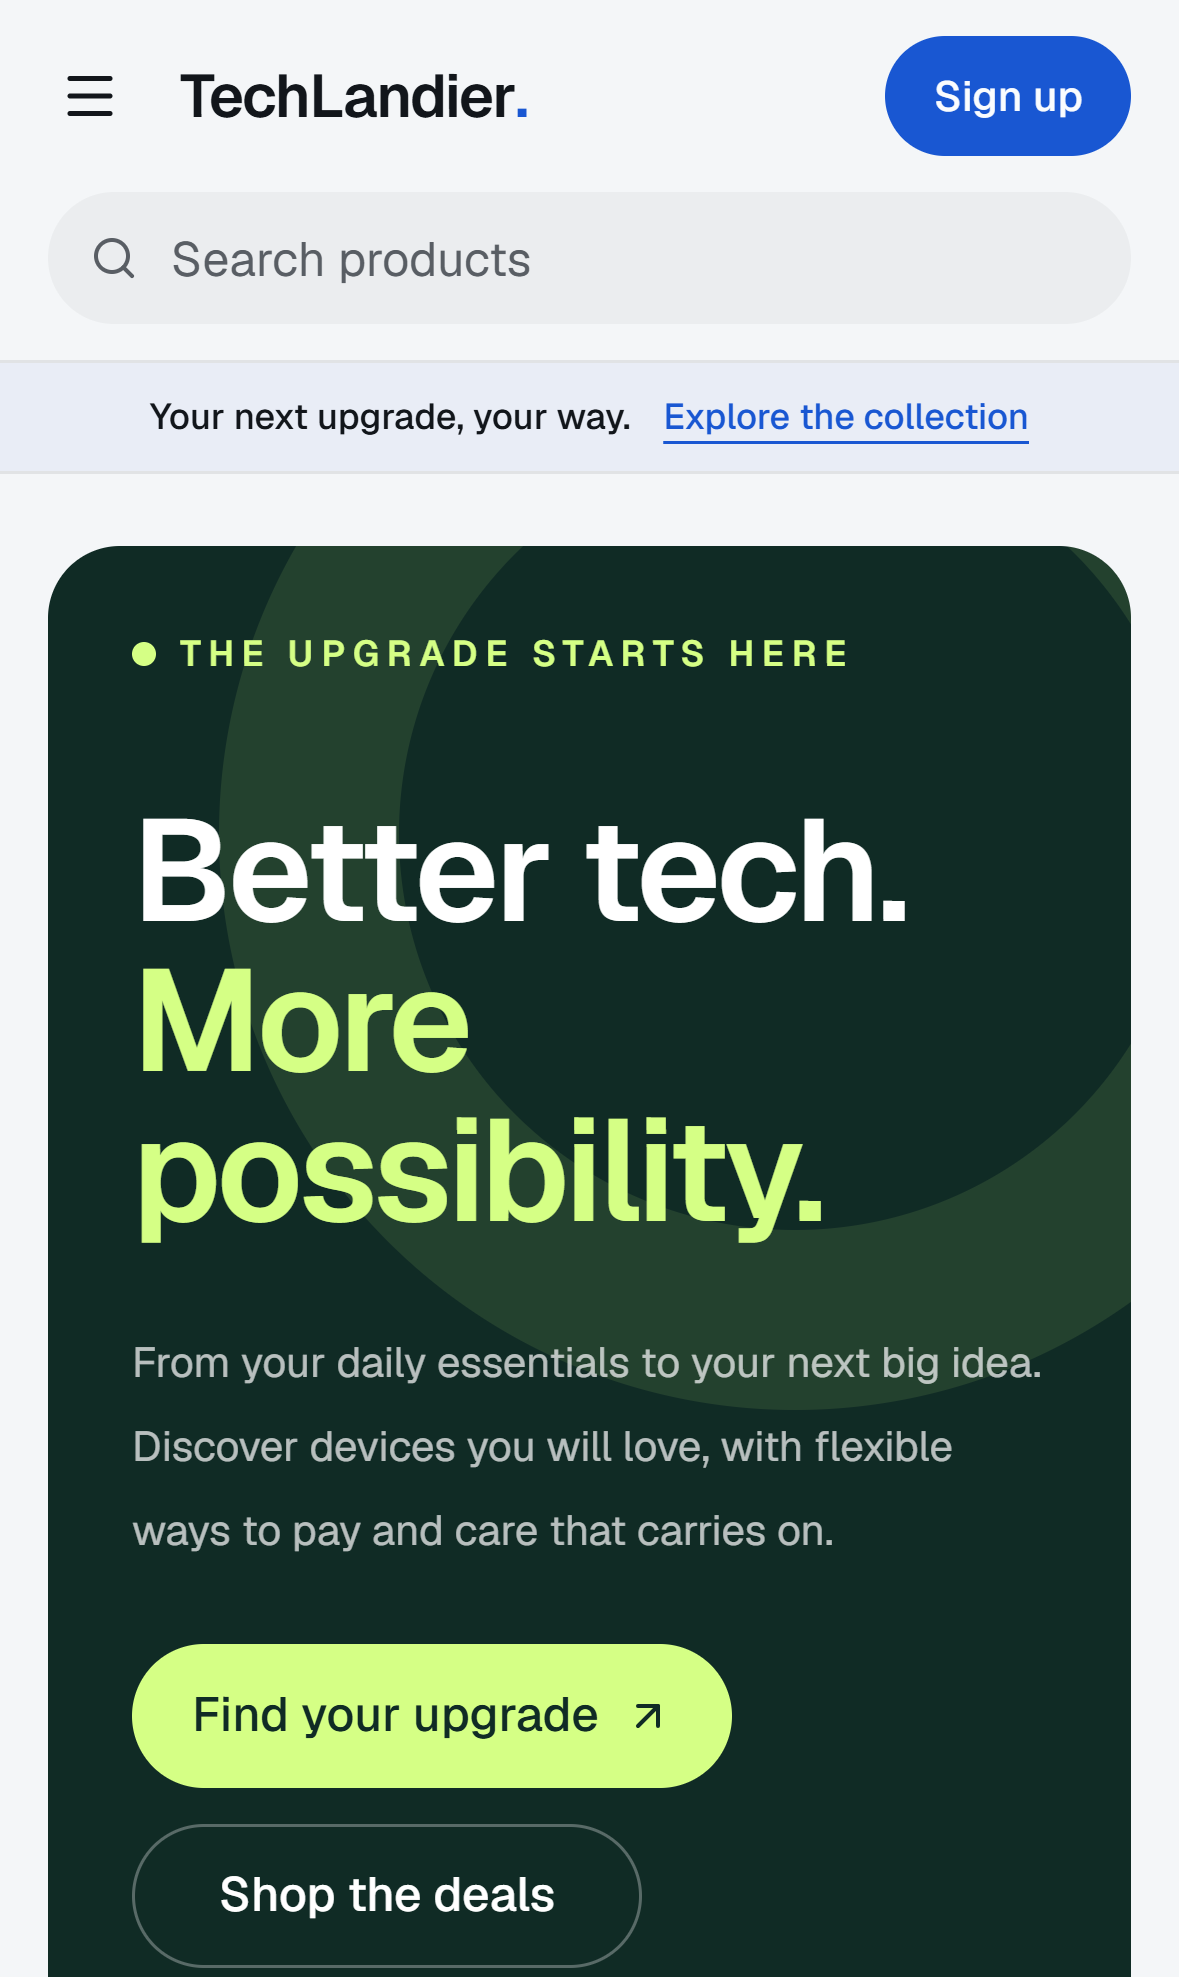 TechLandier.
Sign up
Search products
Your next upgrade, your way. Explore the collection
THE UPGRADE STARTS HERE
Better tech.
More
possibility.
From your daily essentials to your next big idea.
Discover devices you will love, with flexible
ways to pay and care that carries on.
Find your upgrade
Shop the deals